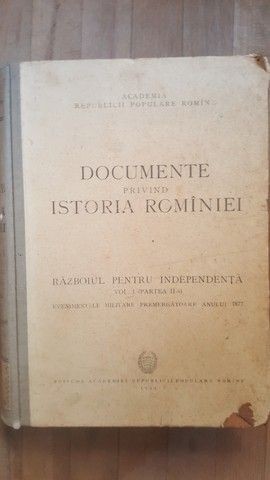 ACADEMIA
REPUBLICII POPULARE ROMÎNE
DOCUMENTE
PRIVIND
ISTORIA ROMÎNIEI
RĂZBOIUL PENTRU INDEPENDENȚĂ
VOL. I (PARTEA II-a)
EVENIMENTELE MILITARE PREMERGĂTOARE ANULUI 1877
EDITURA ACADEMIEI REPUBLICII POPULARE ROMÎNE